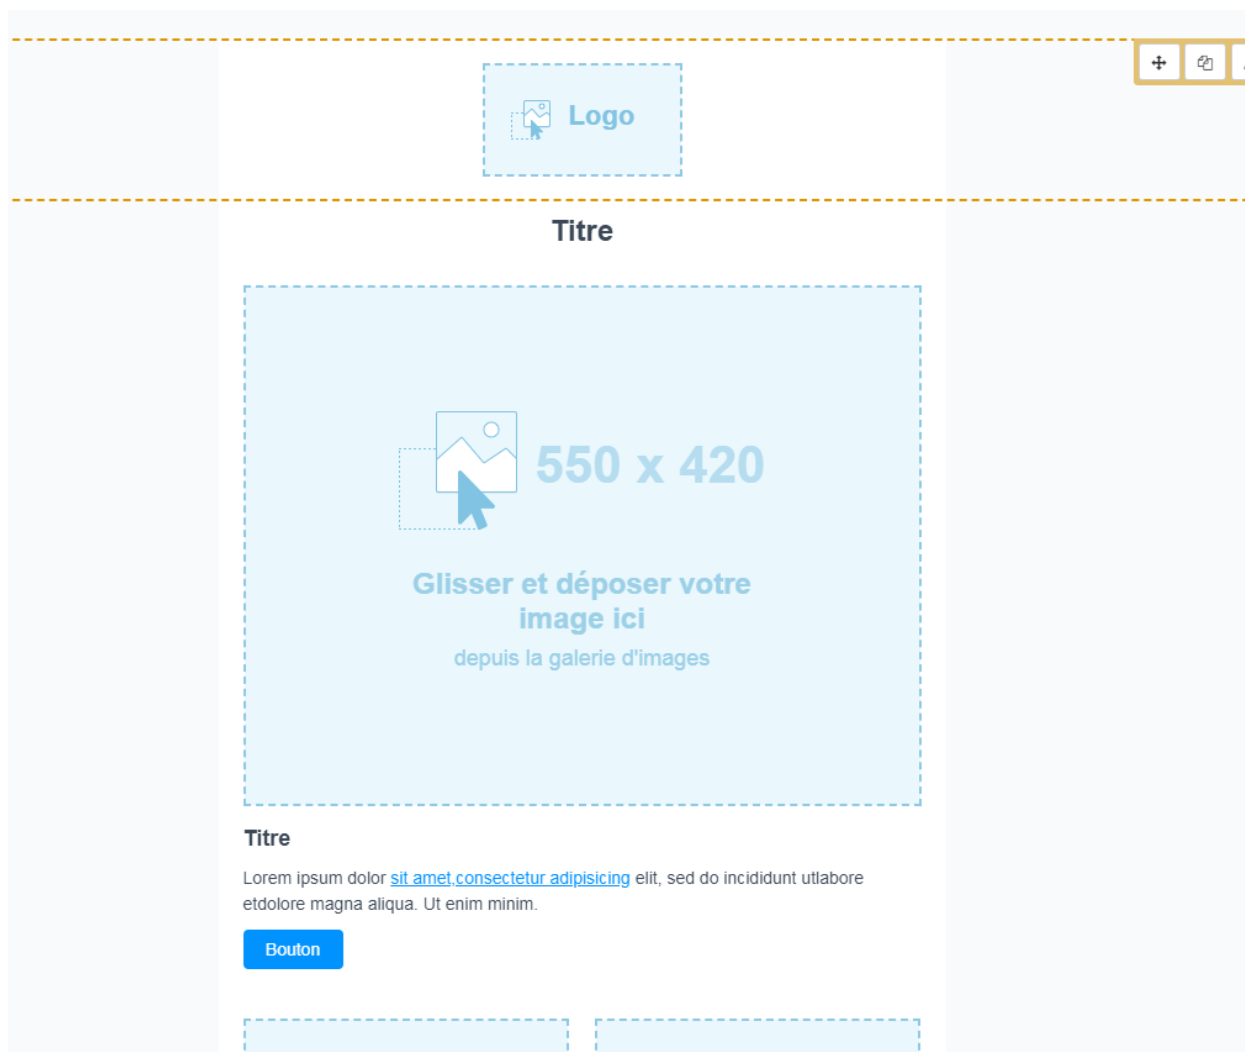 Logo
Titre
550 x 420
Glisser et déposer votre
image ici
depuis la galerie d'images
Titre
Lorem ipsum dolor sit amet,consectetur adipisicing elit, sed do incididunt utlabore
etdolore magna aliqua. Ut enim minim.
Bouton